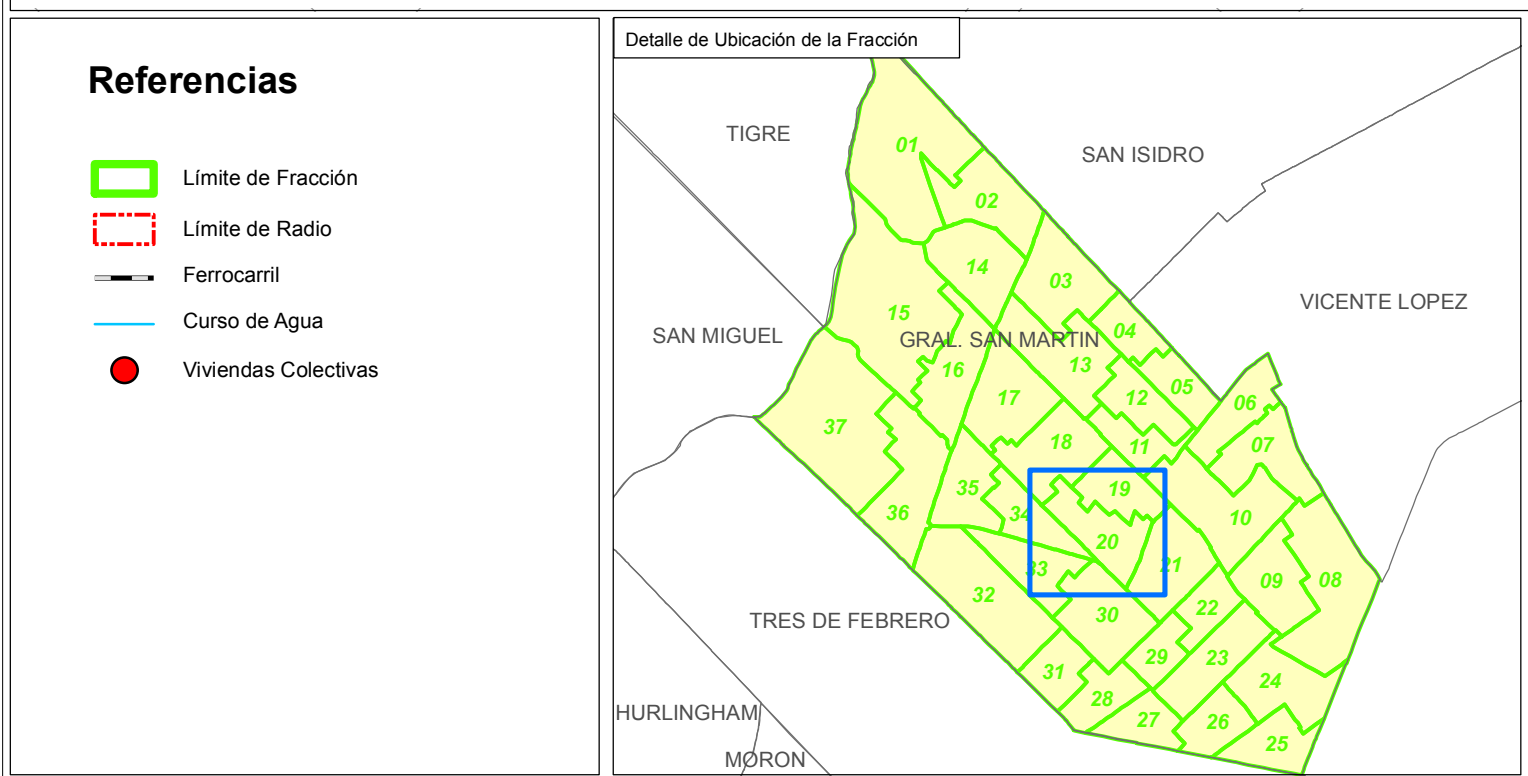 Referencias
Límite de Fracción
Límite de Radio
Ferrocarril
Curso de Agua
Viviendas Colectivas
Detalle de Ubicación de la Fracción
TIGRE
SAN ISIDRO
01
02
14
03
VICENTE LOPEZ
15
SAN MIGUEL
GRAL. SAN MARTIN
04
13
16
05
12
17
06
37
18
11
07
35
19
36
34
10
20
33
21
09
08
32
TRES DE FEBRERO
30
22
29
23
31
24
28
HURLINGHAM
27
26
25
MORON